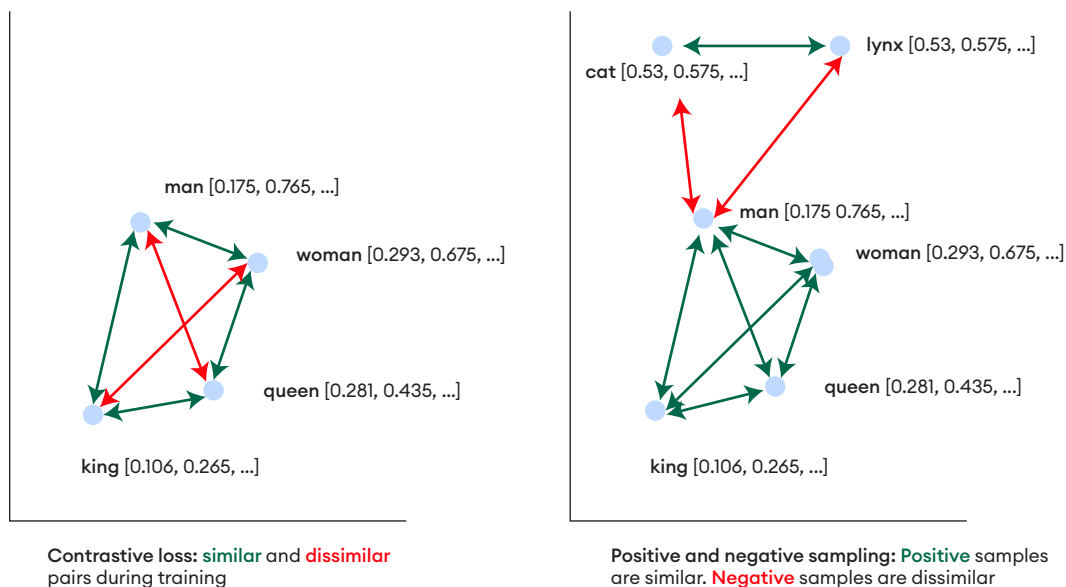 man [0.175, 0.765, ...]
woman [0.293, 0.675, ...]
queen [0.281, 0.435, ...]
king [0.106, 0.265, ...]
Contrastive loss: similar and dissimilar
pairs during training
lynx [0.53, 0.575, ...]
cat [0.53, 0.575, ...]
man [0.175 0.765, ...]
woman [0.293, 0.675, ...]
queen [0.281, 0.435, ...]
king [0.106, 0.265, ...]
Positive and negative sampling: Positive samples
are similar. Negative samples are dissimilar